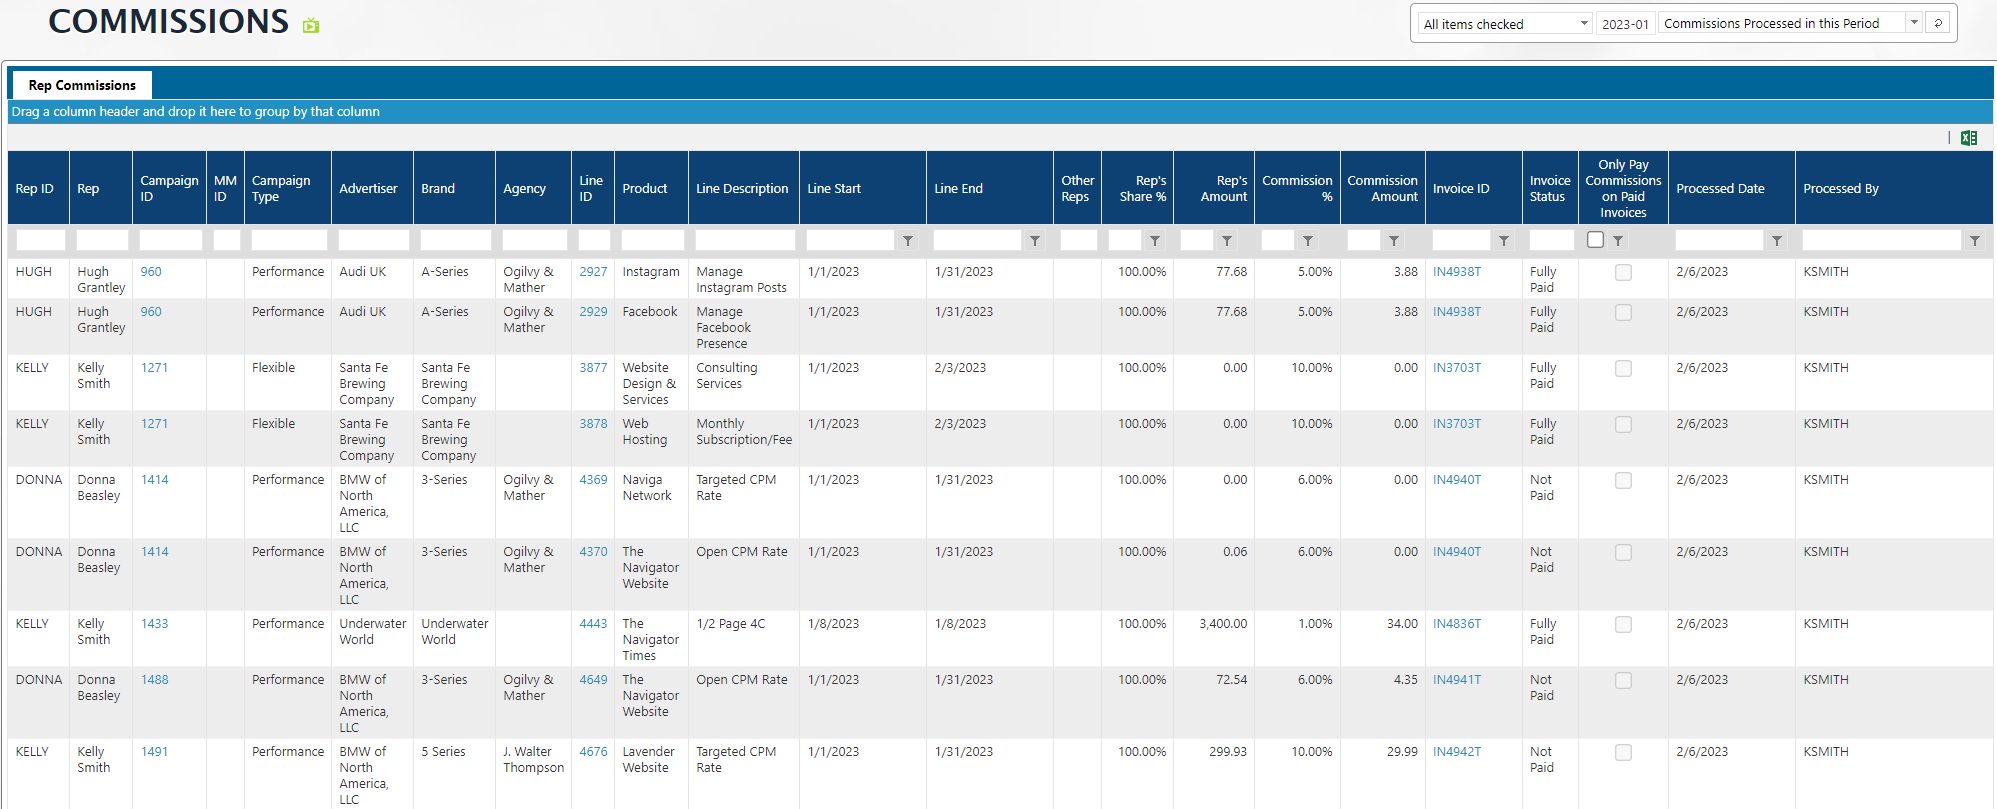 COMMISSIONS
All items checked 2023-01 Commissions Processed in this Period
Rep Commissions
Drag a column header and drop it here to group by that column
Rep ID Rep Campaign ID MM ID Campaign Type Advertiser Brand Agency Line ID Product Line Description Line Start Line End Other Reps Rep's Share % Rep's Amount Commission % Commission Amount Invoice ID Invoice Status Only Pay Commissions on Paid Invoices Processed Date Processed By
HUGH Hugh Grantley 960 Performance Audi UK A-Series Ogilvy & Mather 2927 Instagram Manage Instagram Posts 1/1/2023 1/31/2023 100.00% 77.68 5.00% 3.88 IN4938T Fully Paid 2/6/2023 KSMITH
HUGH Hugh Grantley 960 Performance Audi UK A-Series Ogilvy & Mather 2929 Facebook Manage Facebook Presence 1/1/2023 1/31/2023 100.00% 77.68 5.00% 3.88 IN4938T Fully Paid 2/6/2023 KSMITH
KELLY Kelly Smith 1271 Flexible Santa Fe Brewing Company Santa Fe Brewing Company 3877 Website Design & Services Consulting Services 1/1/2023 2/3/2023 100.00% 0.00 10.00% 0.00 IN3703T Fully Paid 2/6/2023 KSMITH
KELLY Kelly Smith 1271 Flexible Santa Fe Brewing Company Santa Fe Brewing Company 3878 Web Hosting Monthly Subscription/Fee 1/1/2023 2/3/2023 100.00% 0.00 10.00% 0.00 IN3703T Fully Paid 2/6/2023 KSMITH
DONNA Donna Beasley 1414 Performance BMW of North America, LLC 3-Series Ogilvy & Mather 4369 Naviga Network Targeted CPM Rate 1/1/2023 1/31/2023 100.00% 0.00 6.00% 0.00 IN4940T Not Paid 2/6/2023 KSMITH
DONNA Donna Beasley 1414 Performance BMW of North America, LLC 3-Series Ogilvy & Mather 4370 The Navigator Website Open CPM Rate 1/1/2023 1/31/2023 100.00% 0.06 6.00% 0.00 IN4940T Not Paid 2/6/2023 KSMITH
KELLY Kelly Smith 1433 Performance Underwater World Underwater World 4443 The Navigator Times 1/2 Page 4C 1/8/2023 1/8/2023 100.00% 3,400.00 1.00% 34.00 IN4836T Fully Paid 2/6/2023 KSMITH
DONNA Donna Beasley 1488 Performance BMW of North America, LLC 3-Series Ogilvy & Mather 4649 The Navigator Website Open CPM Rate 1/1/2023 1/31/2023 100.00% 72.54 6.00% 4.35 IN4941T Not Paid 2/6/2023 KSMITH
KELLY Kelly Smith 1491 Performance BMW of North America, LLC 5 Series J. Walter Thompson 4676 Lavender Website Targeted CPM Rate 1/1/2023 1/31/2023 100.00% 299.93 10.00% 29.99 IN4942T Not Paid 2/6/2023 KSMITH